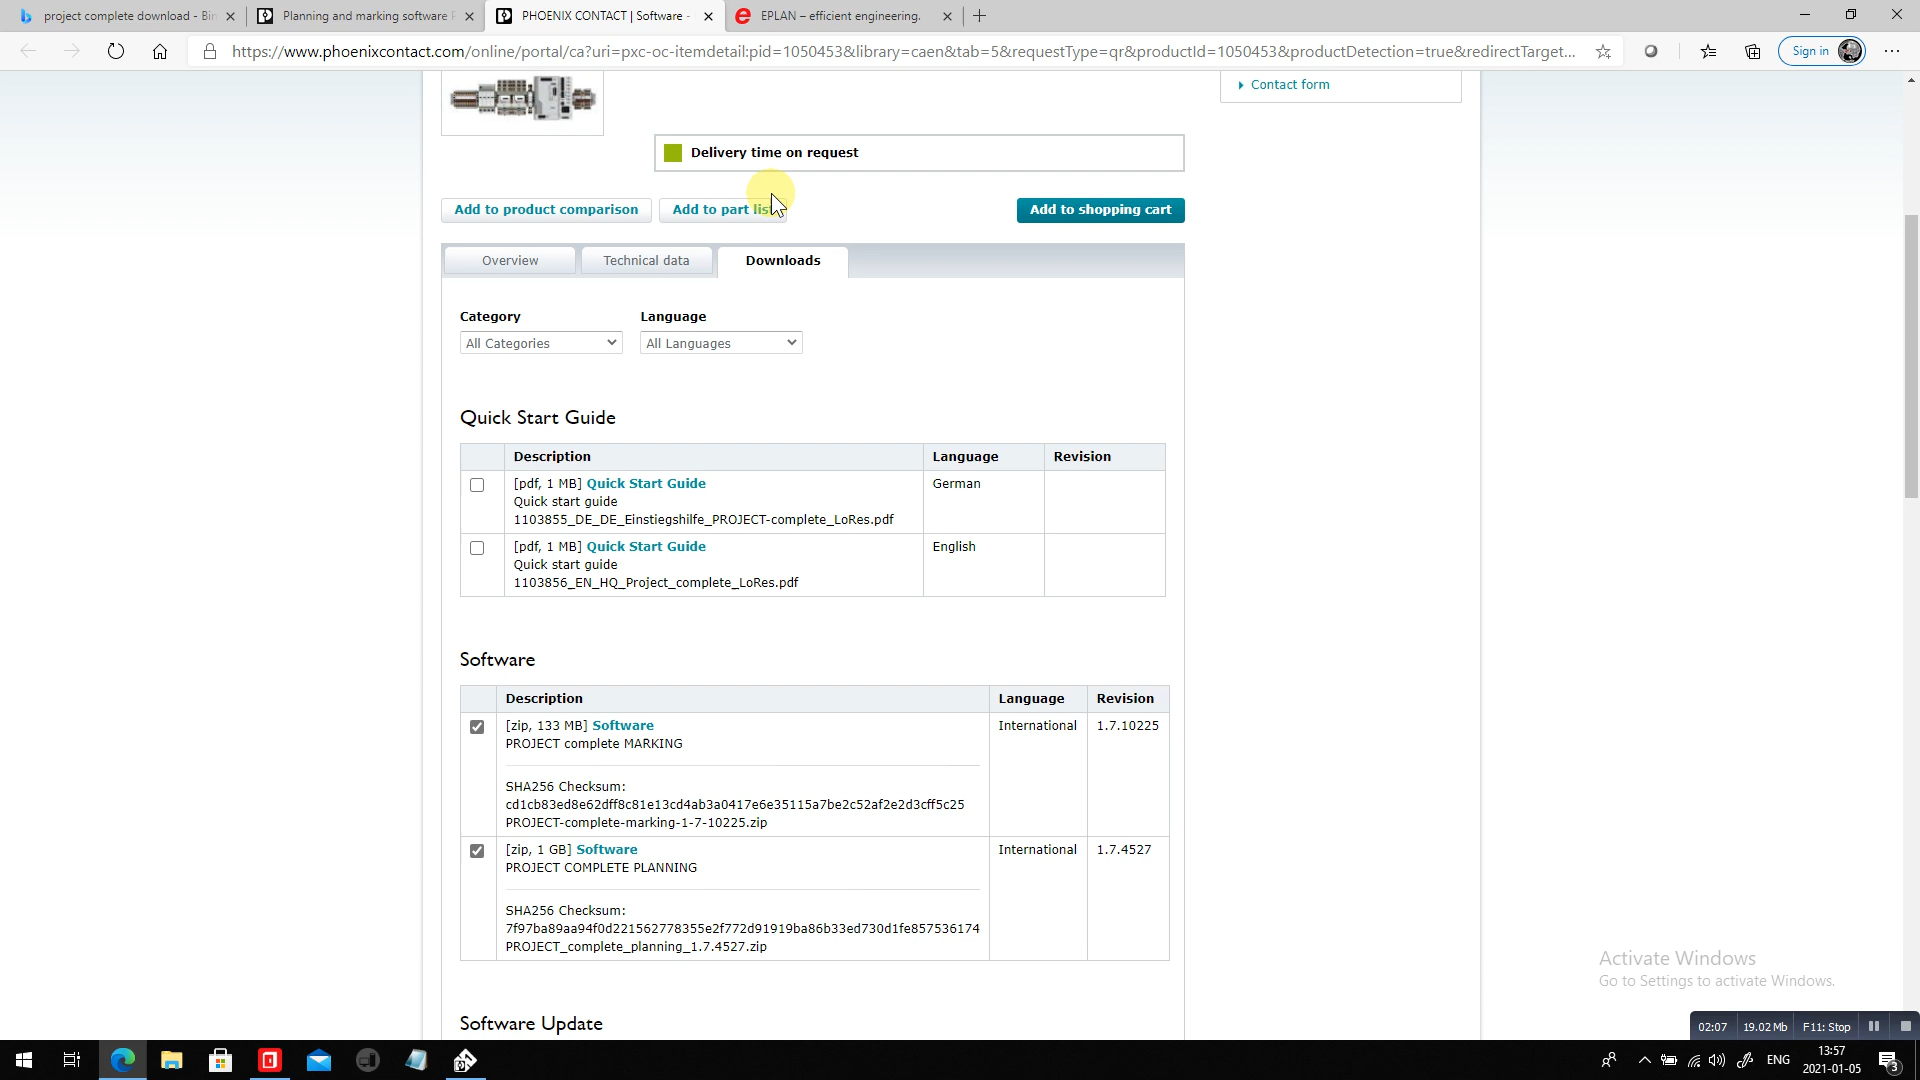 project complete download - Bin
Planning and marking software P
PHOENIX CONTACT | Software -
EPLAN – efficient engineering.
https://www.phoenixcontact.com/online/portal/ca?uri=pxc-oc-itemdetail:pid=1050453&library=caen&tab=5&requestType=qr&productId=1050453&productDetection=true&redirectTarget...
Sign in
Contact form
Delivery time on request
Add to product comparison
Add to part list
Add to shopping cart
Overview
Technical data
Downloads
Category
Language
All Categories
All Languages
Quick Start Guide
Description
Language
Revision
[pdf, 1 MB] Quick Start Guide
German
Quick start guide
1103855_DE_DE_Einstiegshilfe_PROJECT-complete_LoRes.pdf
[pdf, 1 MB] Quick Start Guide
English
Quick start guide
1103856_EN_HQ_Project_complete_LoRes.pdf
Software
Description
Language
Revision
[zip, 133 MB] Software
International
1.7.10225
PROJECT complete MARKING
SHA256 Checksum:
cd1cb83ed8e62dff8c81e13cd4ab3a0417e6e35115a7be2c52af2e2d3cff5c25
PROJECT-complete-marking-1-7-10225.zip
[zip, 1 GB] Software
International
1.7.4527
PROJECT COMPLETE PLANNING
SHA256 Checksum:
7f97ba89aa94f0d221562778355e2f772d91919ba86b33ed730d1fe857536174
PROJECT_complete_planning_1.7.4527.zip
Software Update
Activate Windows
Go to Settings to activate Windows.
02:07
19.02 Mb
F11: Stop
ENG
13:57
2021-01-05
3